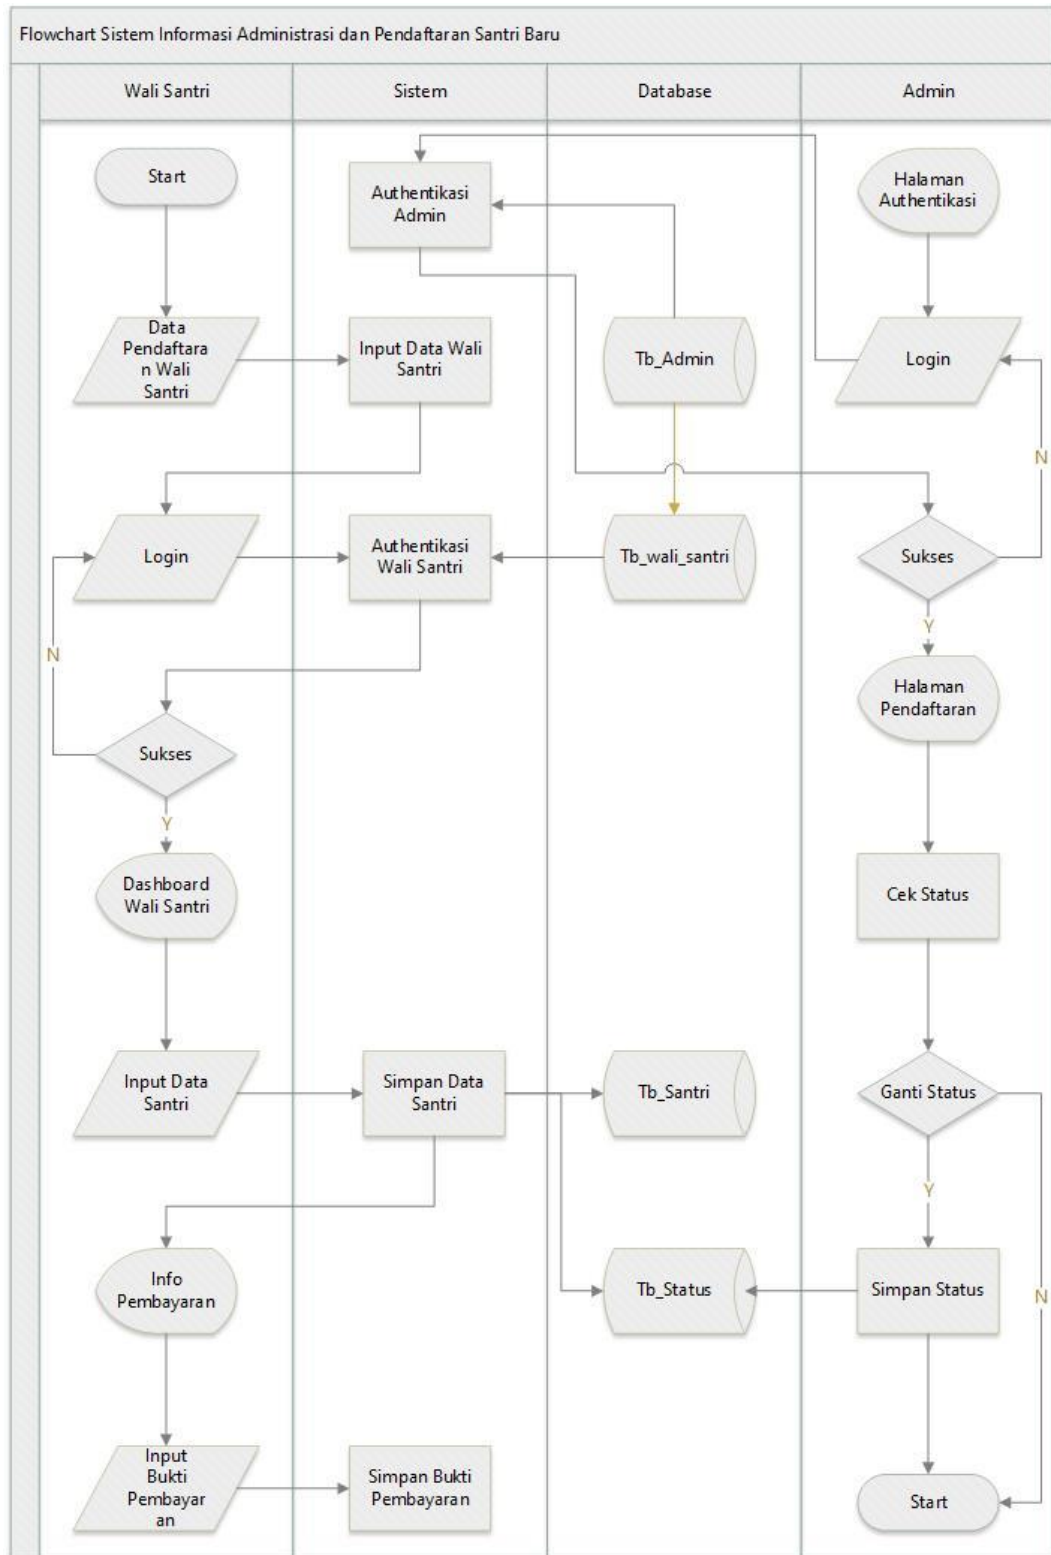 Flowchart Sistem Informasi Administrasi dan Pendaftaran Santri Baru
Wali Santri
Sistem
Database
Admin
Start
Authentikasi
Admin
Halaman
Authentikasi
Data
Pendaftara
n Wali
Santri
Input Data Wali
Santri
Tb_Admin
Login
N
Login
Authentikasi
Wali Santri
Tb_wali_santri
Sukses
Y
N
Halaman
Pendaftaran
Sukses
Y
Dashboard
Wali Santri
Cek Status
Input Data
Santri
Simpan Data
Santri
Tb_Santri
Ganti Status
Y
Info
Pembayaran
Tb_Status
Simpan Status
N
Input
Bukti
Pembayar
an
Simpan Bukti
Pembayaran
Start